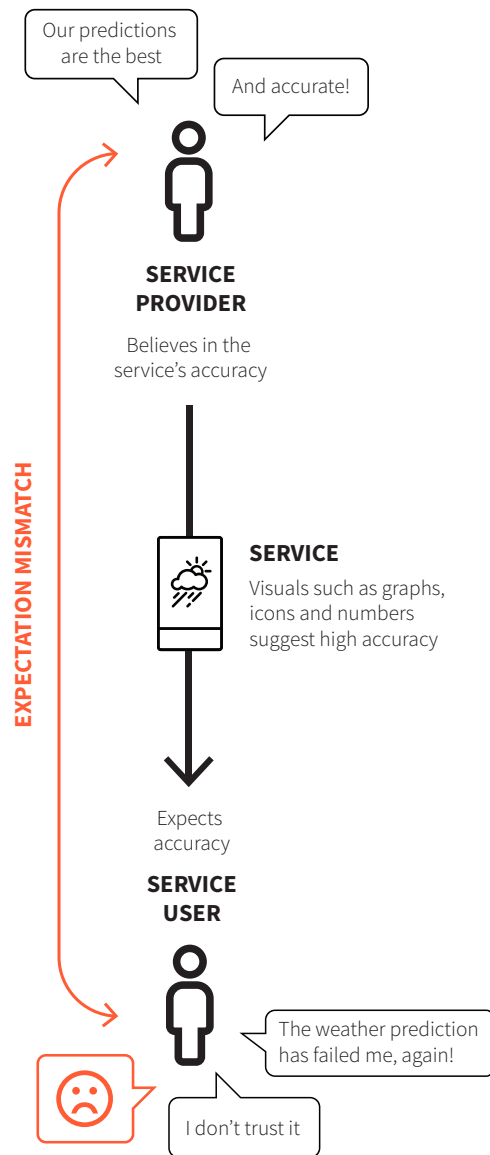 Our predictions
are the best
And accurate!
SERVICE
PROVIDER
Believes in the
service's accuracy
EXPECTATION MISMATCH
SERVICE
Visuals such as graphs,
icons and numbers
suggest high accuracy
Expects
accuracy
SERVICE
USER
The weather prediction
has failed me, again!
I don't trust it